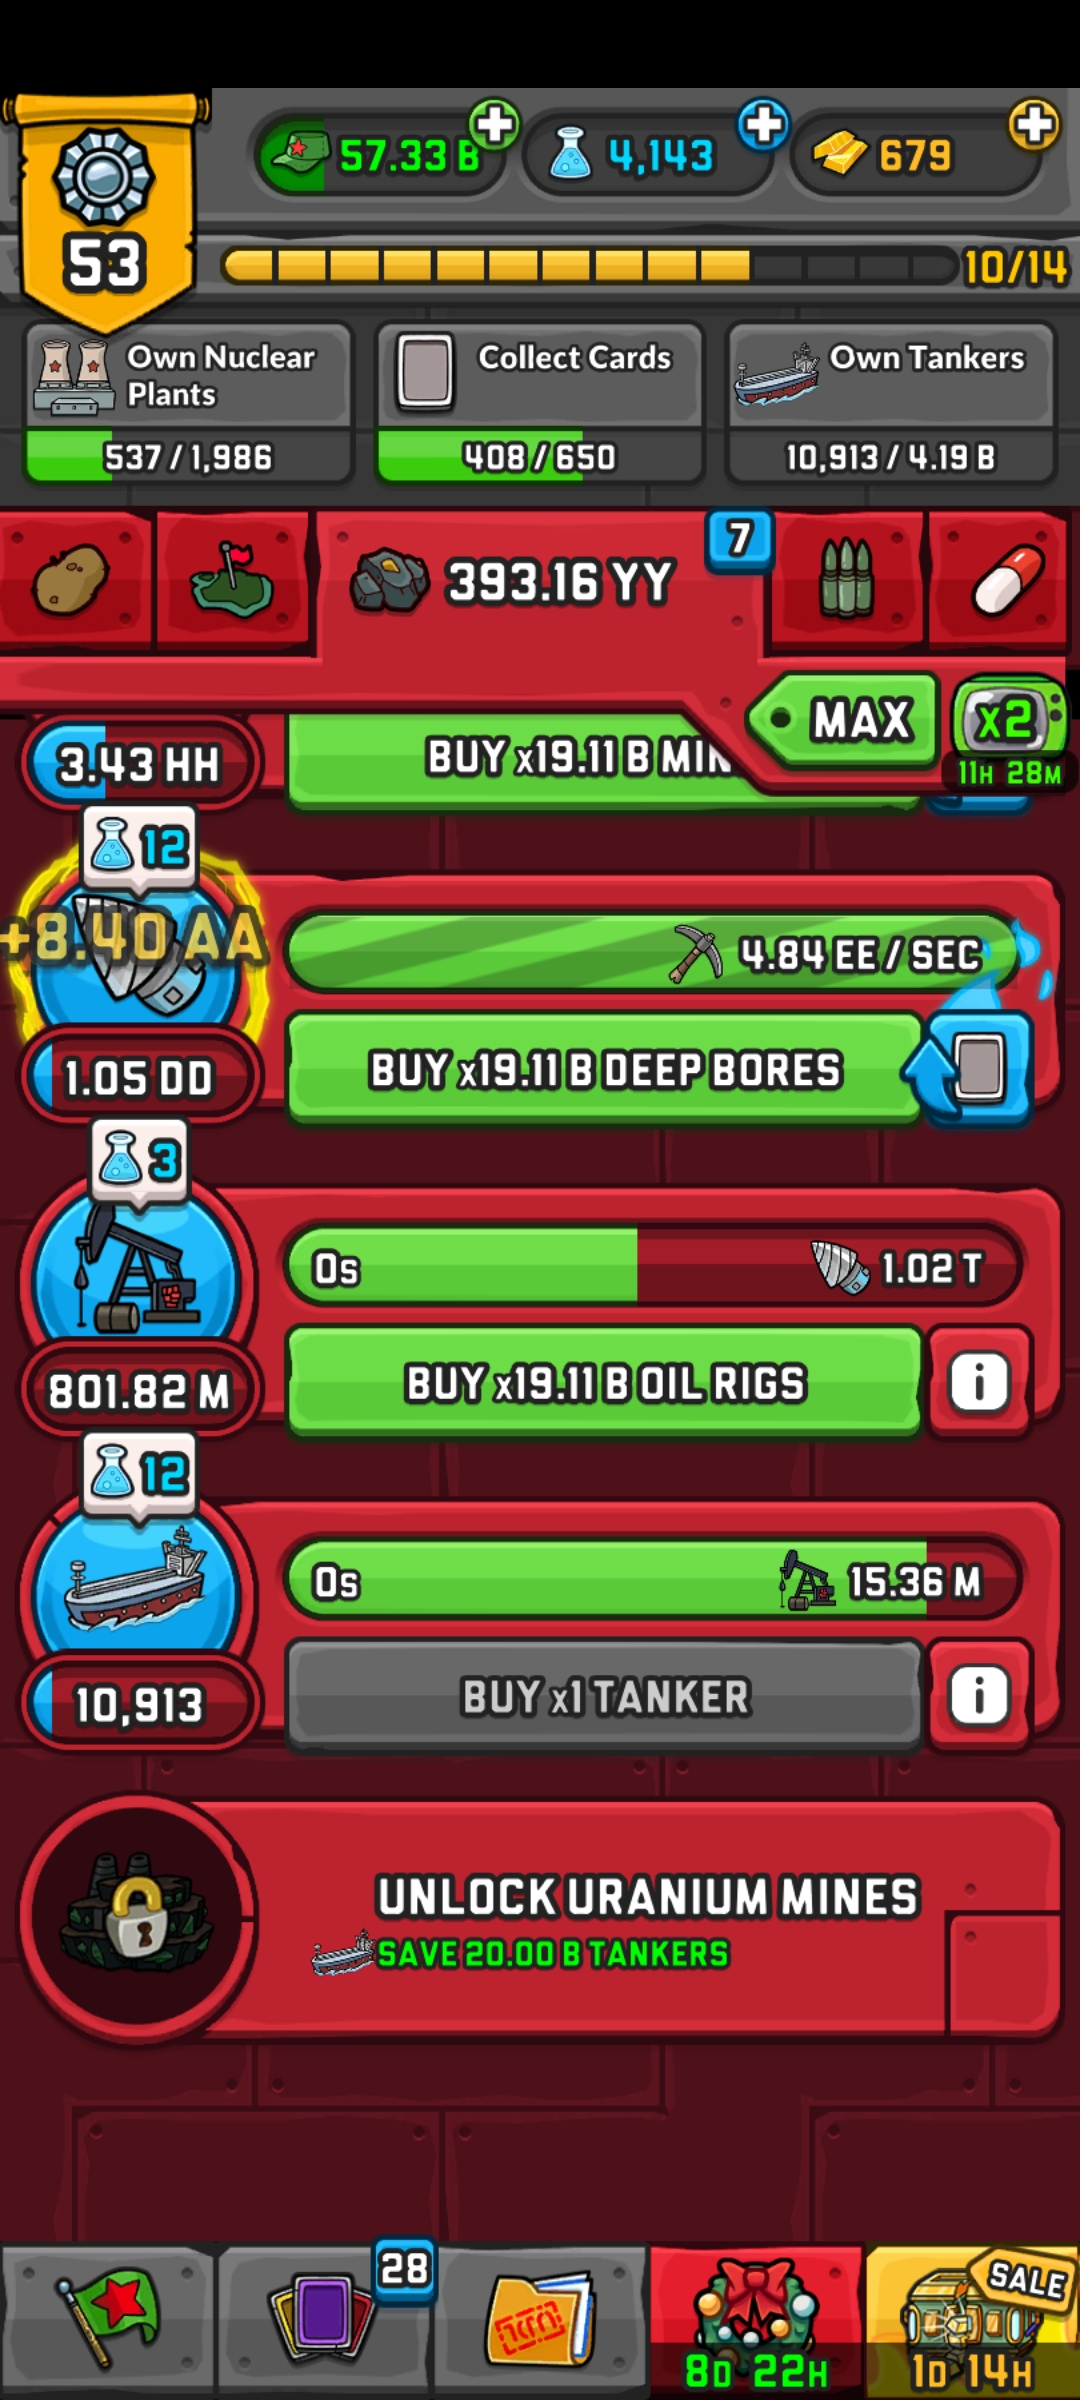 57.33 B
4,143
679
53
10/14
Own Nuclear Plants
537 / 1,986
Collect Cards
408 / 650
Own Tankers
10,913 / 4.19 B
393.16 YY
7
MAX
x2
11H 28M
3.43 HH
BUY x19.11 B
12
+8.40 AA
4.84 EE / SEC
1.05 DD
BUY x19.11 B DEEP BORES
3
0s
1.02 T
801.82 M
BUY x19.11 B OIL RIGS
i
12
0s
15.36 M
10,913
BUY x1 TANKER
i
UNLOCK URANIUM MINES
SAVE 20.00 B TANKERS
28
SALE
8D 22H
1D 14H